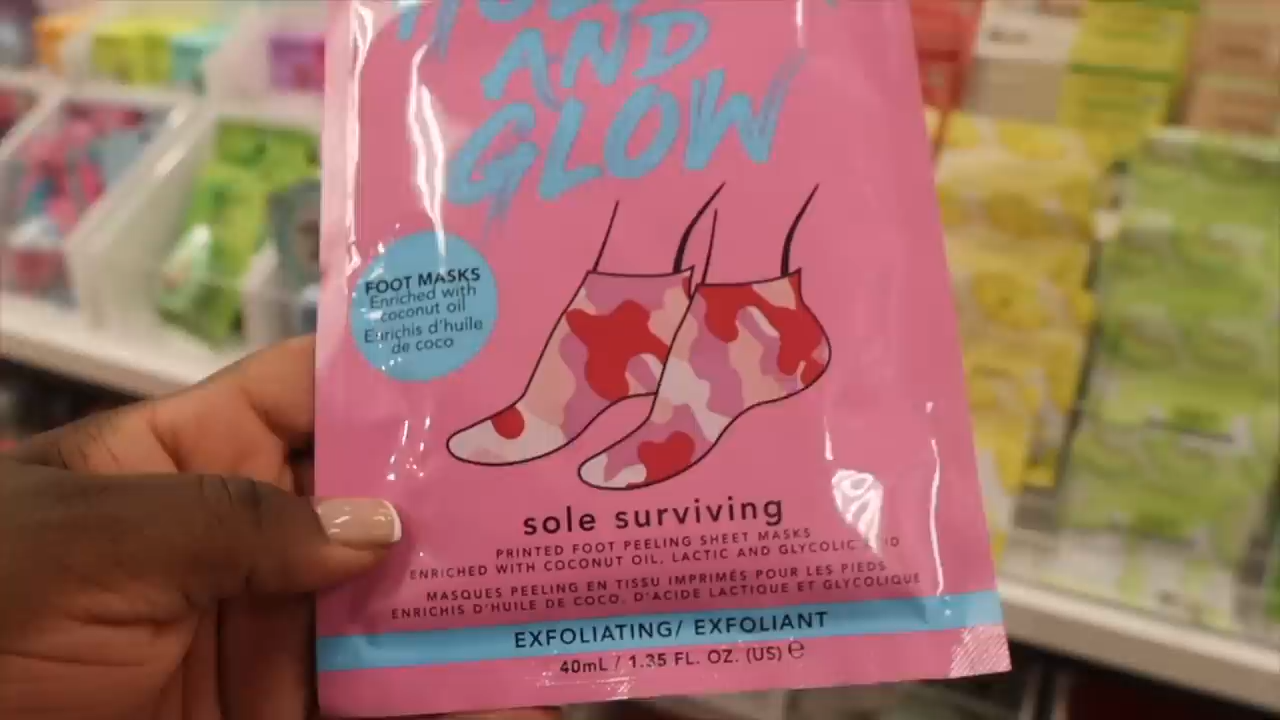 AND
GLOW
FOOT MASKS
Enriched with
coconut oil
Enrichis d'huile
de coco
sole surviving
PRINTED FOOT PEELING SHEET MASKS
ENRICHED WITH COCONUT OIL, LACTIC AND GLYCOLIC ACID
MASQUES PEELING EN TISSU IMPRIMÉS POUR LES PIEDS
ENRICHIS D'HUILE DE COCO, D'ACIDE LACTIQUE ET GLYCOLIQUE
EXFOLIATING/ EXFOLIANT
40mL / 1.35 FL. OZ. (US) ℮